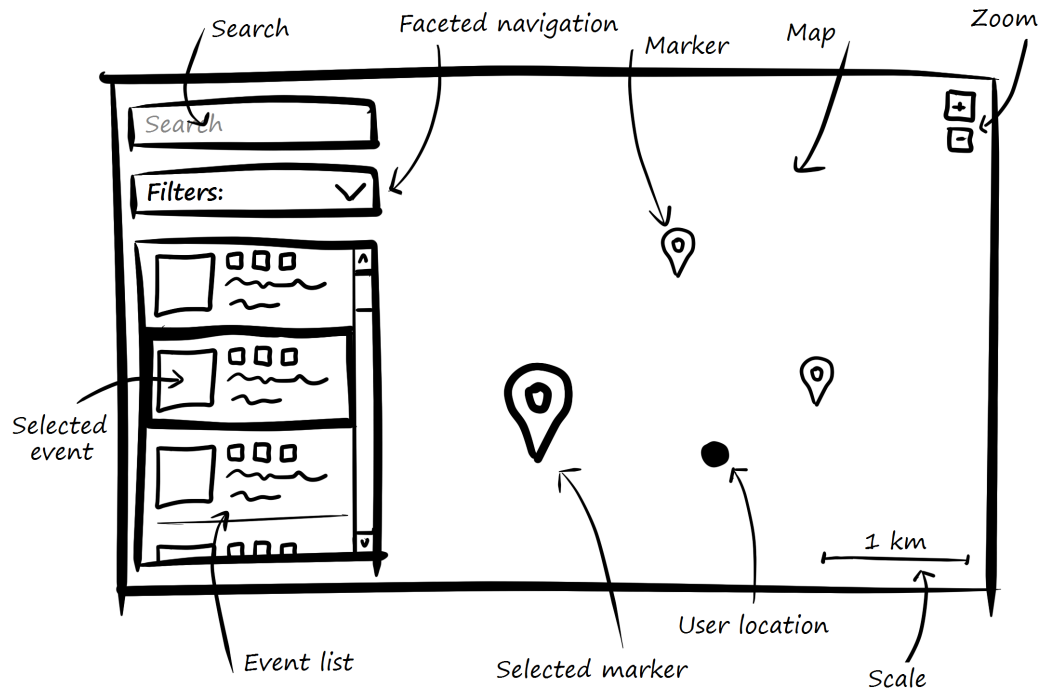 Search
Faceted navigation
Marker
Map
Zoom
Search
Filters:
+
-
Selected
event
1 km
User location
Event list
Selected marker
Scale